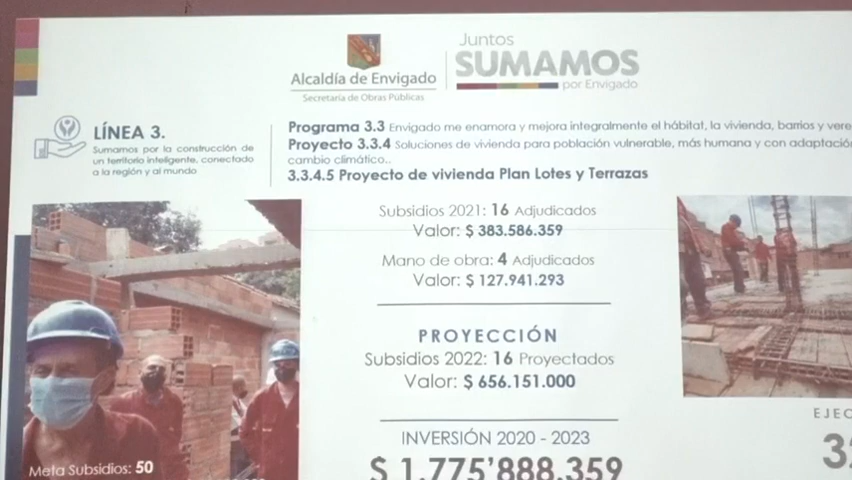 Alcaldía de Envigado
Secretaría de Obras Públicas
Juntos
SUMAMOS
por Envigado
LÍNEA 3.
Sumamos por la construcción de
un territorio inteligente, conectado
a la región y al mundo
Programa 3.3 Envigado me enamora y mejora integralmente el hábitat, la vivienda, barrios y vere
Proyecto 3.3.4 Soluciones de vivienda para población vulnerable, más humana y con adaptació
cambio climático..
3.3.4.5 Proyecto de vivienda Plan Lotes y Terrazas
Subsidios 2021: 16 Adjudicados
Valor: $ 383.586.359
Mano de obra: 4 Adjudicados
Valor: $ 127.941.293
PROYECCIÓN
Subsidios 2022: 16 Proyectados
Valor: $ 656.151.000
INVERSIÓN 2020 - 2023
$ 1.775'888.359
Meta Subsidios: 50
EJEC